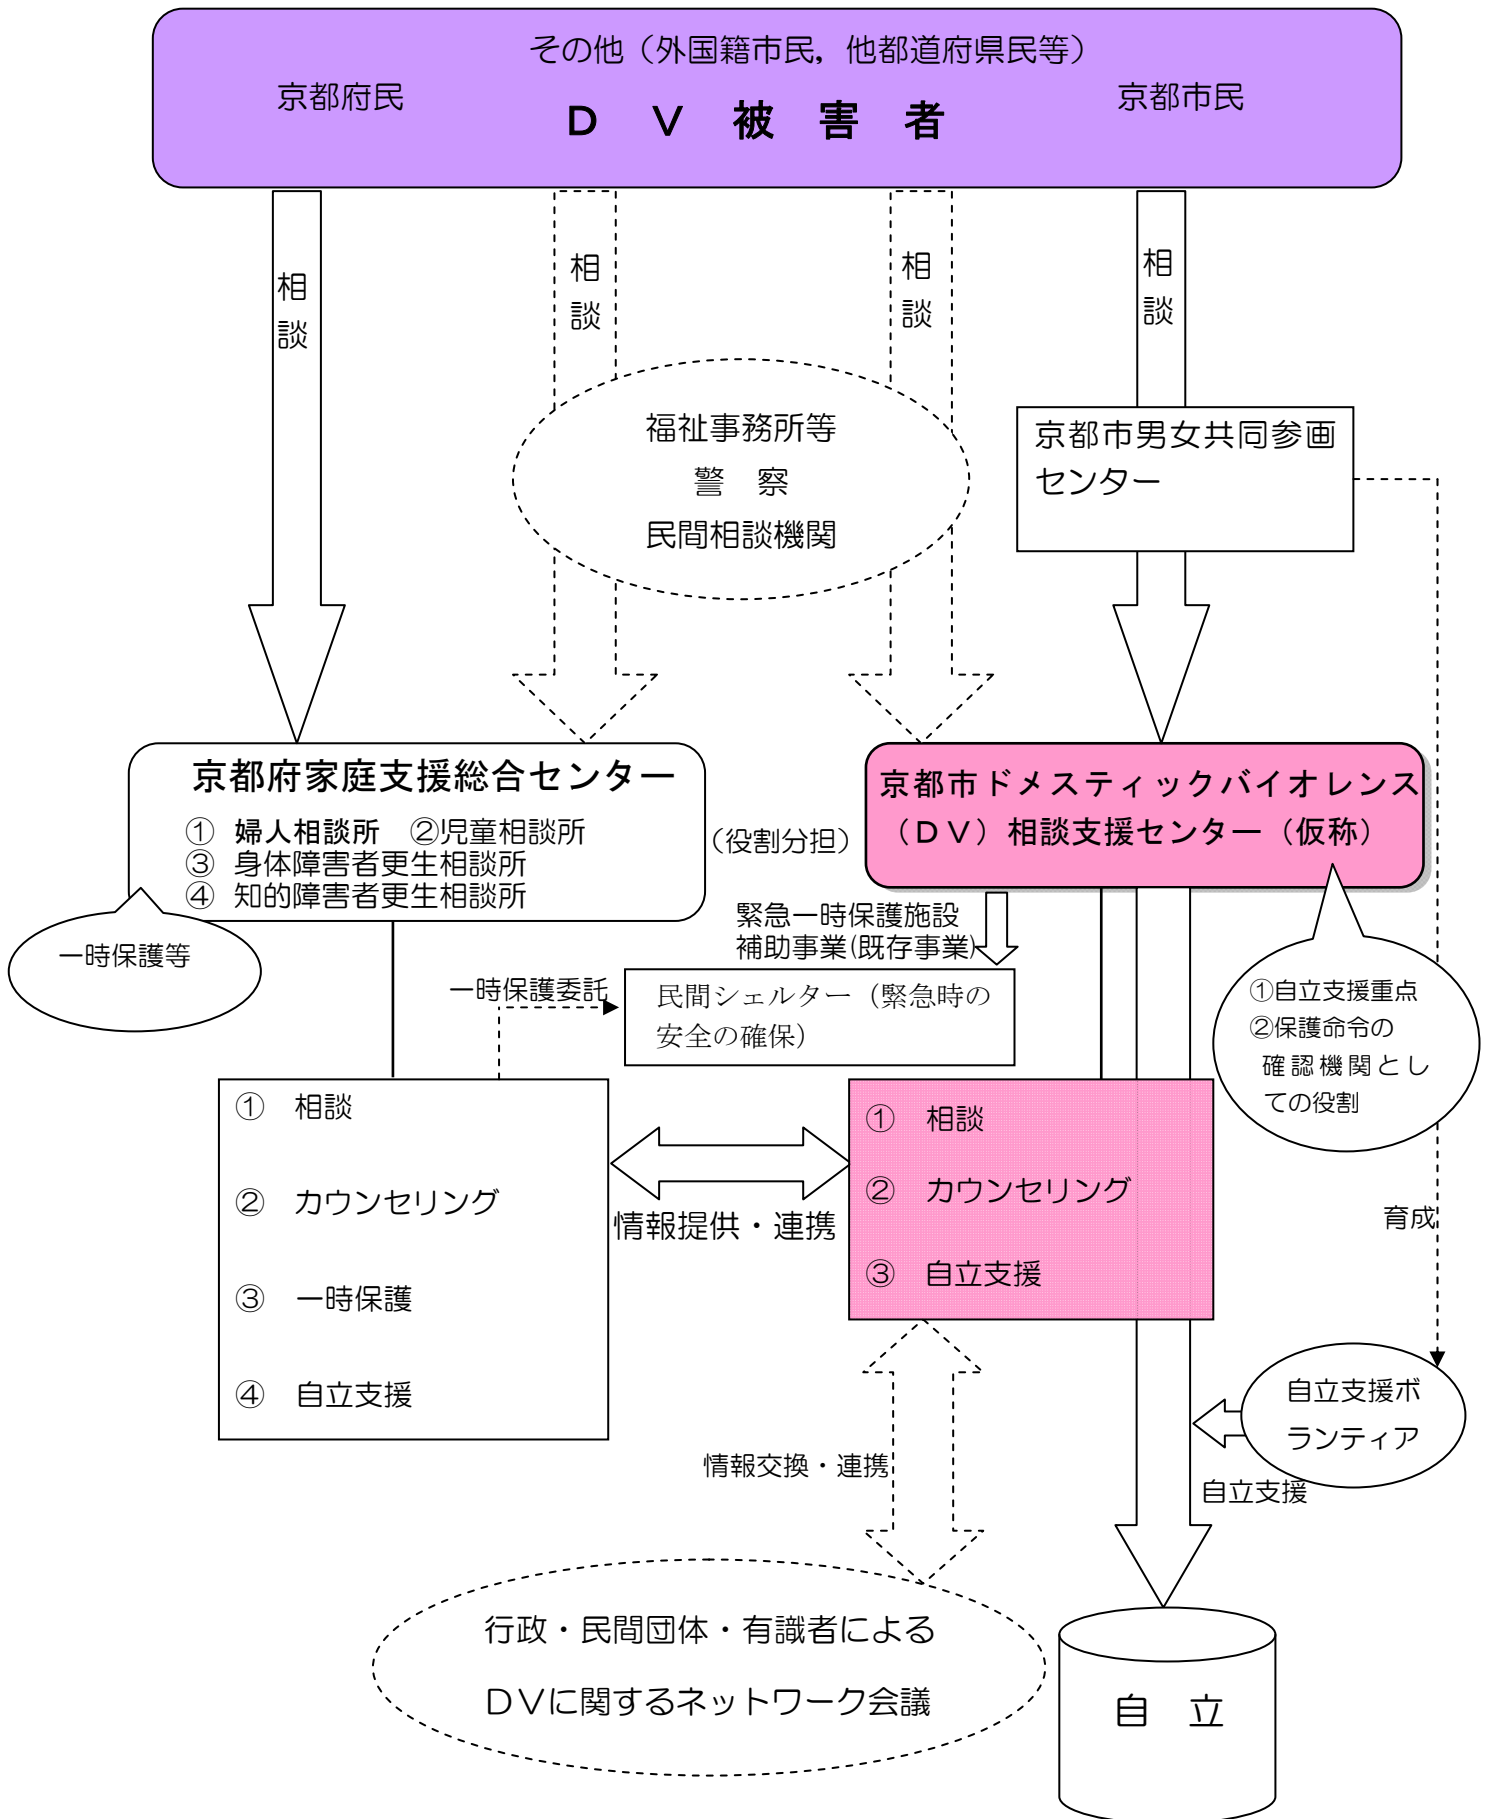 その他（外国籍市民，他都道府県民等）
京都府民
京都市民
ＤＶ被害者
相談
相談
相談
相談
福祉事務所等
警　察
民間相談機関
京都市男女共同参画
センター
京都府家庭支援総合センター
① 婦人相談所　②児童相談所
③ 身体障害者更生相談所
④ 知的障害者更生相談所
（役割分担）
京都市ドメスティックバイオレンス
（ＤＶ）相談支援センター（仮称）
一時保護等
緊急一時保護施設
補助事業(既存事業)
一時保護委託
民間シェルター（緊急時の
安全の確保）
①自立支援重点
②保護命令の
確認機関とし
ての役割
①　相談
②　カウンセリング
③　一時保護
④　自立支援
情報提供・連携
①　相談
②　カウンセリング
③　自立支援
育成
自立支援ボ
ランティア
情報交換・連携
自立支援
行政・民間団体・有識者による
ＤＶに関するネットワーク会議
自　立